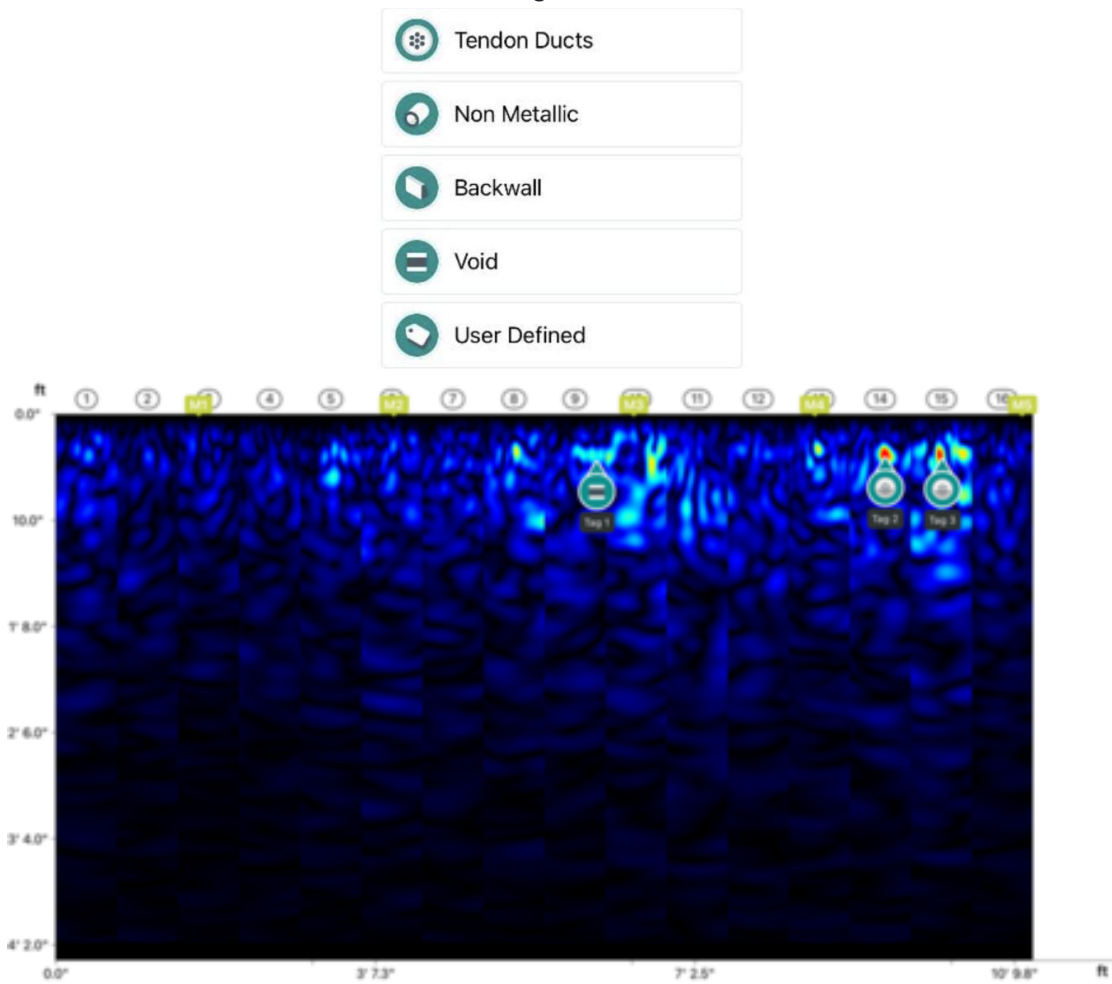 Tendon Ducts
Non Metallic
Backwall
Void
User Defined
ft
1 2 M1 4 5 M2 7 8 9 M3 11 12 M4 14 15 16 M5
0.0"
10.0"
Tag 1 Tag 2 Tag 3
1' 8.0"
2' 6.0"
3' 4.0"
4' 2.0"
0.0" 3' 7.3" 7' 2.5" 10' 9.8" ft